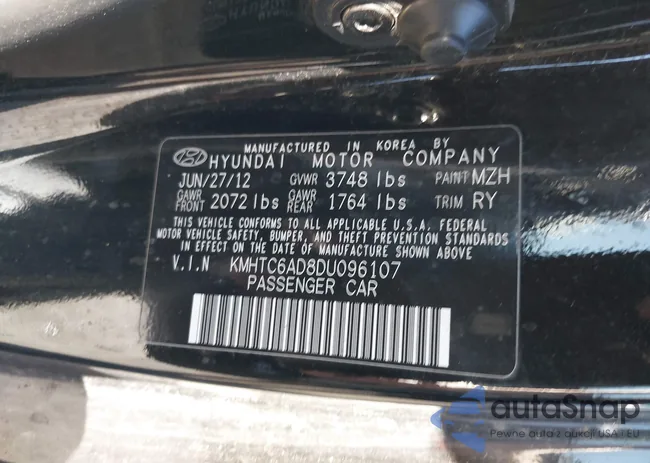 MANUFACTURED IN KOREA BY
HYUNDAI MOTOR COMPANY
JUN/27/12 GVWR 3748 lbs PAINT MZH
GAWR FRONT 2072 lbs GAWR REAR 1764 lbs TRIM RY
THIS VEHICLE CONFORMS TO ALL APPLICABLE U.S.A. FEDERAL
MOTOR VEHICLE SAFETY, BUMPER, AND THEFT PREVENTION STANDARDS
IN EFFECT ON THE DATE OF MANUFACTURE SHOWN ABOVE
V.I.N KMHTC6AD8DU096107
PASSENGER CAR
autaSnap
Pewne auta z aukcji USA i EU